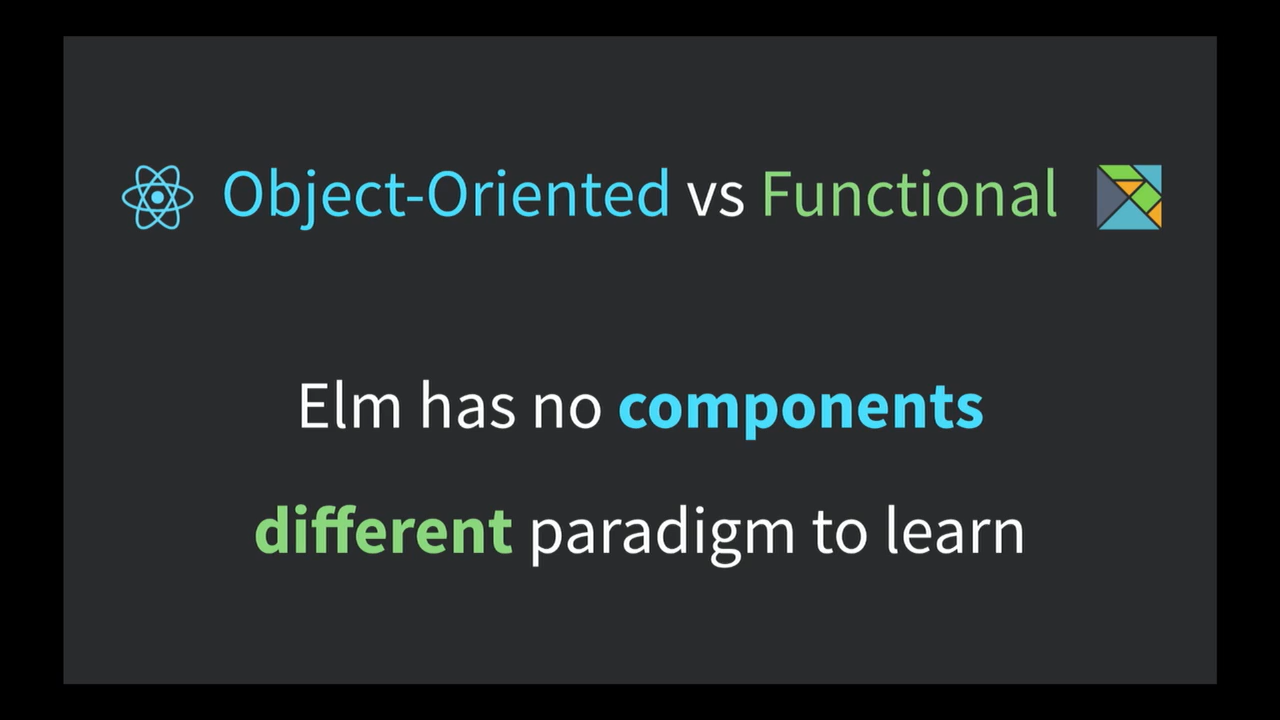 Object-Oriented vs Functional
Elm has no components
different paradigm to learn